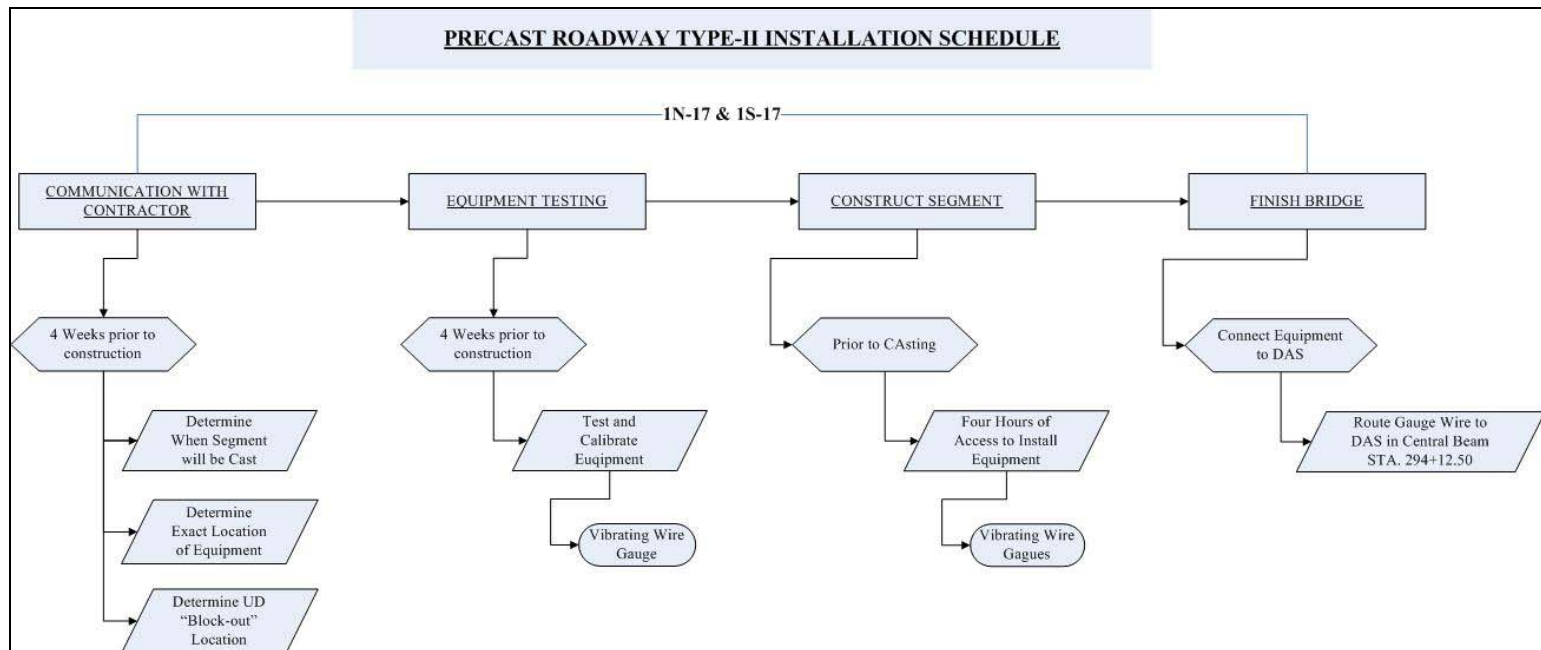 PRECAST ROADWAY TYPE-II INSTALLATION SCHEDULE
1N-17 & 1S-17
COMMUNICATION WITH
CONTRACTOR
EQUIPMENT TESTING
CONSTRUCT SEGMENT
FINISH BRIDGE
4 Weeks prior to
construction
4 Weeks prior to
construction
Prior to CAsting
Connect Equipment
to DAS
Determine
When Segment
will be Cast
Test and
Calibrate
Euqipment
Four Hours of
Access to Install
Equipment
Route Gauge Wire to
DAS in Central Beam
STA. 294+12.50
Determine
Exact Location
of Equipment
Vibrating Wire
Gauge
Vibrating Wire
Gagues
Determine UD
“Block-out”
Location